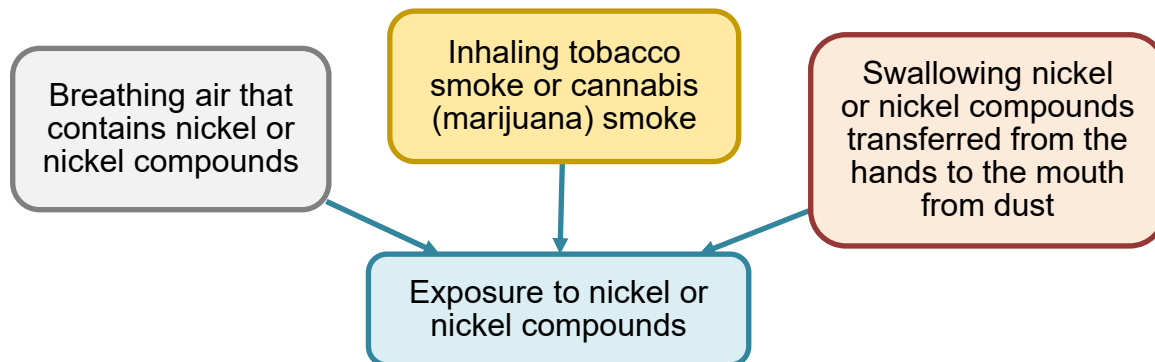 Breathing air that
contains nickel or
nickel compounds
Inhaling tobacco
smoke or cannabis
(marijuana) smoke
Swallowing nickel
or nickel compounds
transferred from the
hands to the mouth
from dust
Exposure to nickel or
nickel compounds